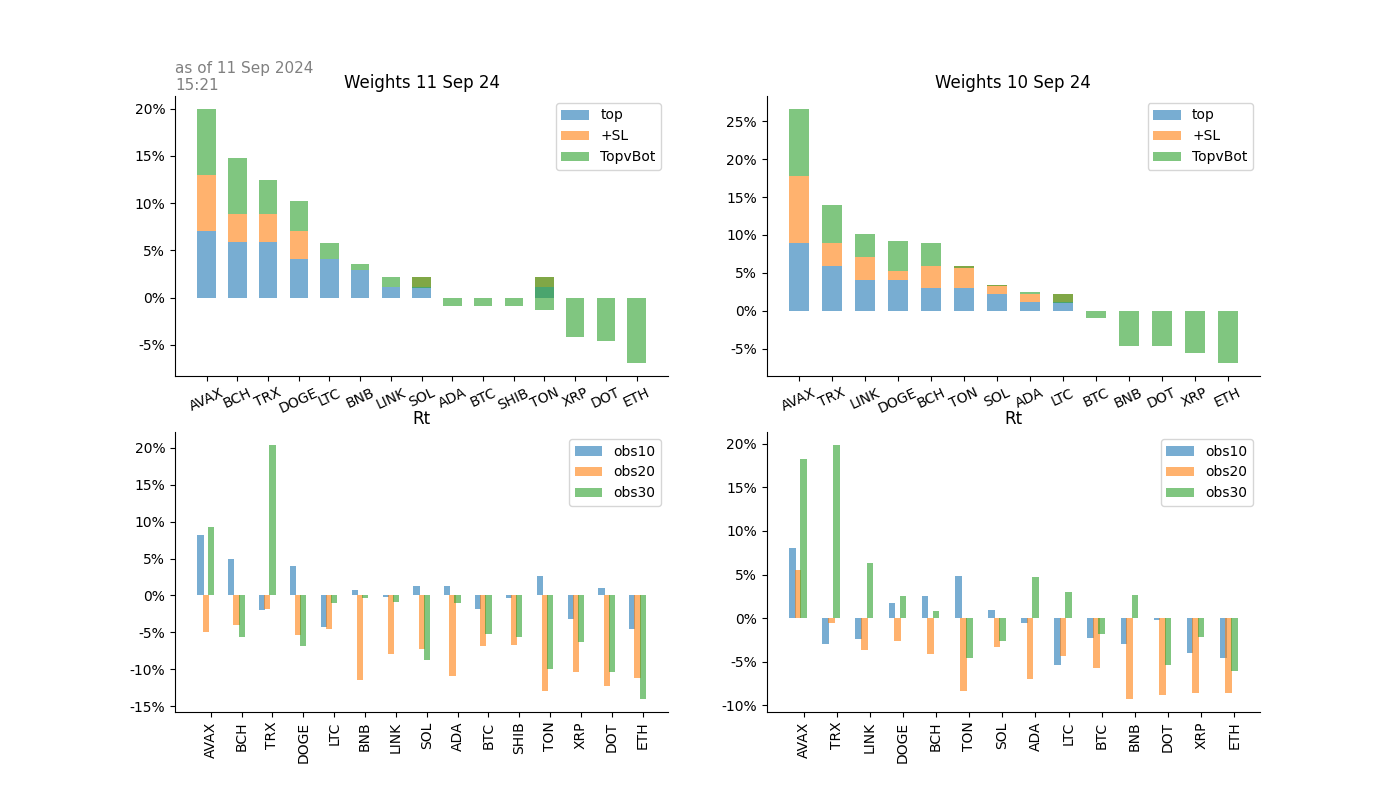 as of 11 Sep 2024
15:21
Weights 11 Sep 24
20%
15%
10%
5%
0%
-5%
top
+SL
TopvBot
AVAX BCH TRX DOGE LTC BNB LINK SOL ADA BTC SHIB TON XRP DOT ETH
Weights 10 Sep 24
25%
20%
15%
10%
5%
0%
-5%
top
+SL
TopvBot
AVAX TRX LINK DOGE BCH TON SOL ADA LTC BTC BNB DOT XRP ETH
Rt
20%
15%
10%
5%
0%
-5%
-10%
-15%
obs10
obs20
obs30
AVAX BCH TRX DOGE LTC BNB LINK SOL ADA BTC SHIB TON XRP DOT ETH
Rt
20%
15%
10%
5%
0%
-5%
-10%
obs10
obs20
obs30
AVAX TRX LINK DOGE BCH TON SOL ADA LTC BTC BNB DOT XRP ETH